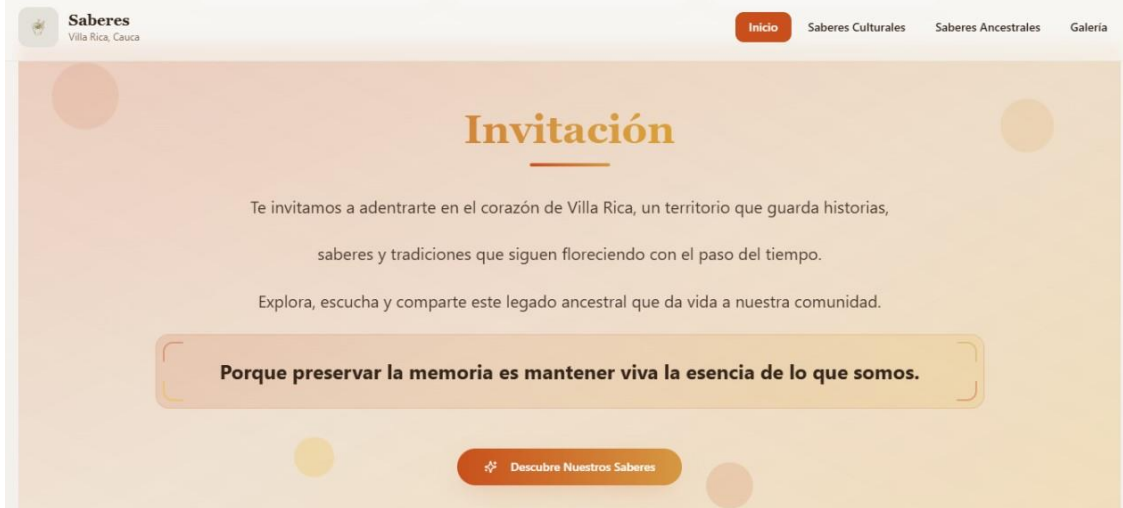 Saberes
Villa Rica, Cauca
Inicio
Saberes Culturales
Saberes Ancestrales
Galería
Invitación
Te invitamos a adentrarte en el corazón de Villa Rica, un territorio que guarda historias,
saberes y tradiciones que siguen floreciendo con el paso del tiempo.
Explora, escucha y comparte este legado ancestral que da vida a nuestra comunidad.
Porque preservar la memoria es mantener viva la esencia de lo que somos.
Descubre Nuestros Saberes